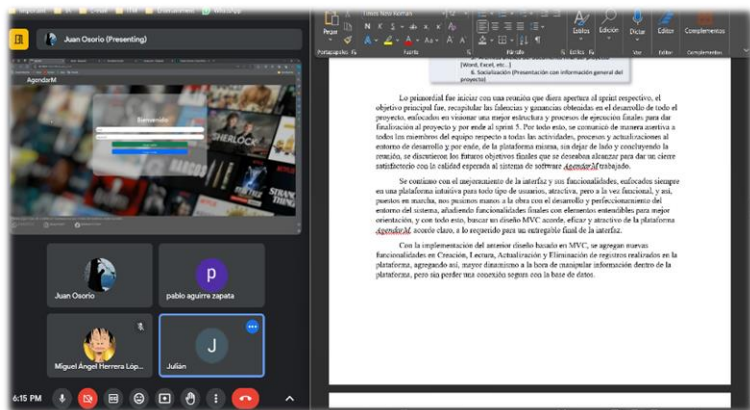 Juan Osorio (Presenting)
AgendarM
Bienvenido
SHERLOCK
STRANGER THINGS
Juan Osorio
pablo aguirre zapata
p
Miguel Ángel Herrera Lóp...
Julián
J
6:15 PM
Pegar
N K S
Portapapeles
Fuente
Párrafo
Estilos
Estilos
Edición
Dictar
Voz
Editor
Editor
Complementos
Complementos
[Word, Excel, etc...]
6. Socialización (Presentación con información general del
proyecto)
Lo primordial fue iniciar con una reunión que diera apertura al sprint respectivo, el
objetivo principal fue, recapitular las falencias y ganancias obtenidas en el desarrollo de todo el
proyecto, enfocados en visionar una mejor estructura y procesos de ejecución finales para dar
finalización al proyecto y por ende al sprint 5. Por todo esto, se comunicó de manera asertiva a
todos los miembros del equipo respecto a todas las actividades, procesos y actualizaciones al
entorno de desarrollo y por ende, de la plataforma misma, sin dejar de lado y concluyendo la
reunión, se discutieron los futuros objetivos finales que se deseaban alcanzar para dar un cierre
satisfactorio con la calidad esperada al sistema de software AgendarM trabajado.
Se continuo con el mejoramiento de la interfaz y sus funcionalidades, enfocados siempre
en una plataforma intuitiva para todo tipo de usuarios, atractiva, pero a la vez funcional, y así,
puestos en marcha, nos pusimos manos a la obra con el desarrollo y perfeccionamiento del
entorno del sistema, añadiendo funcionalidades finales con elementos entendibles para mejor
orientación, y con todo esto, buscar un diseño MVC acorde, eficaz y atractivo de la plataforma
AgendarM, acorde claro, a lo requerido para un entregable final de la interfaz.
Con la implementación del anterior diseño basado en MVC, se agregan nuevas
funcionalidades en Creación, Lectura, Actualización y Eliminación de registros realizados en la
plataforma, agregando así, mayor dinamismo a la hora de manipular información dentro de la
plataforma, pero sin perder una conexión segura con la base de datos.